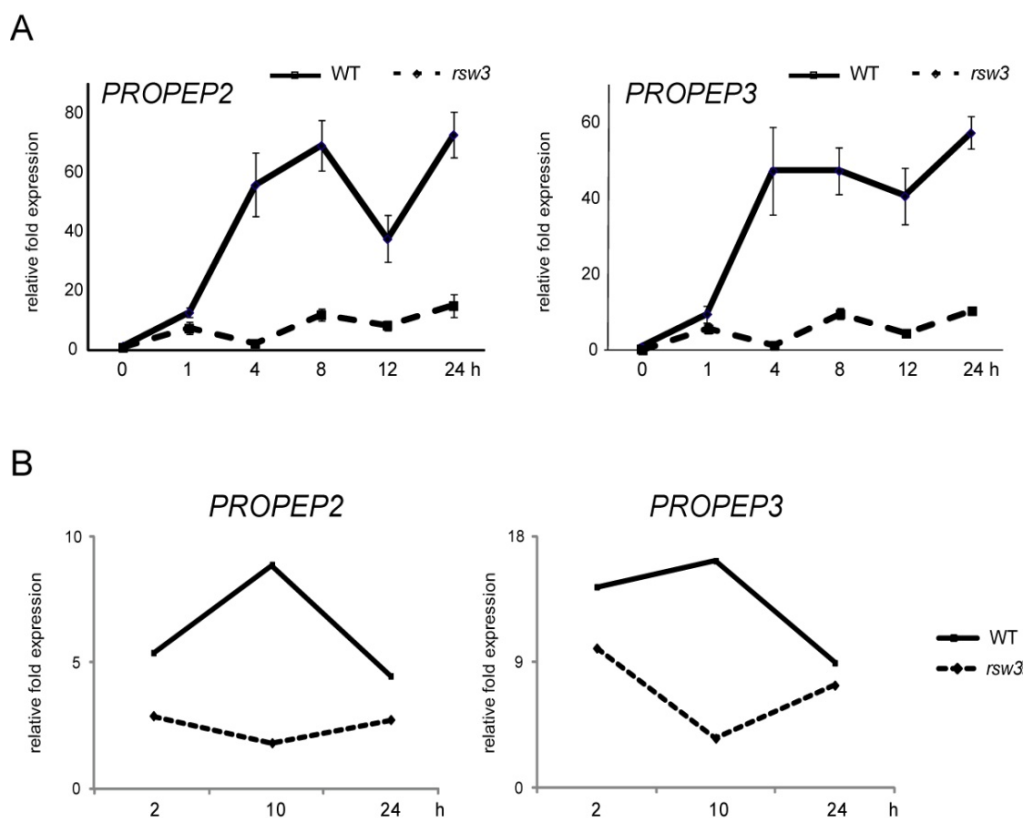 A
PROPEP2
WT
rsw3
relative fold expression
80
60
40
20
0
0 1 4 8 12 24 h
PROPEP3
WT
rsw3
relative fold expression
60
40
20
0
0 1 4 8 12 24 h
B
PROPEP2
relative fold expression
10
5
0
2 10 24 h
PROPEP3
relative fold expression
18
9
0
2 10 24 h
WT
rsw3